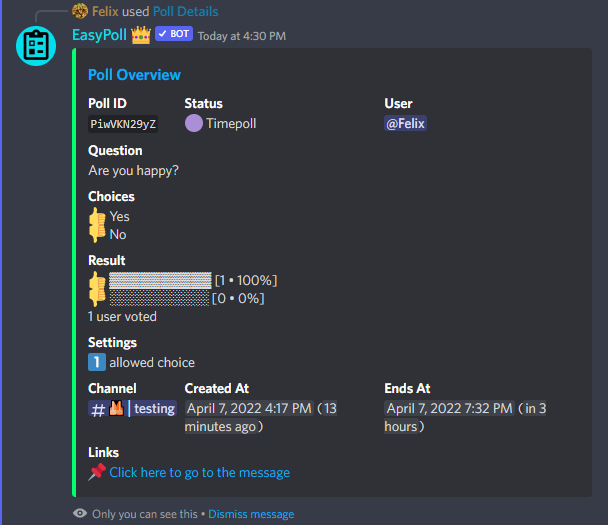 Felix used Poll Details
EasyPoll BOT Today at 4:30 PM
Poll Overview
Poll ID Status User
PiwVKN29yZ Timepoll @Felix
Question
Are you happy?
Choices
Yes
No
Result
[1 • 100%]
[0 • 0%]
1 user voted
Settings
1 allowed choice
Channel Created At Ends At
# | testing April 7, 2022 4:17 PM (13 April 7, 2022 7:32 PM (in 3
minutes ago) hours)
Links
Click here to go to the message
Only you can see this • Dismiss message